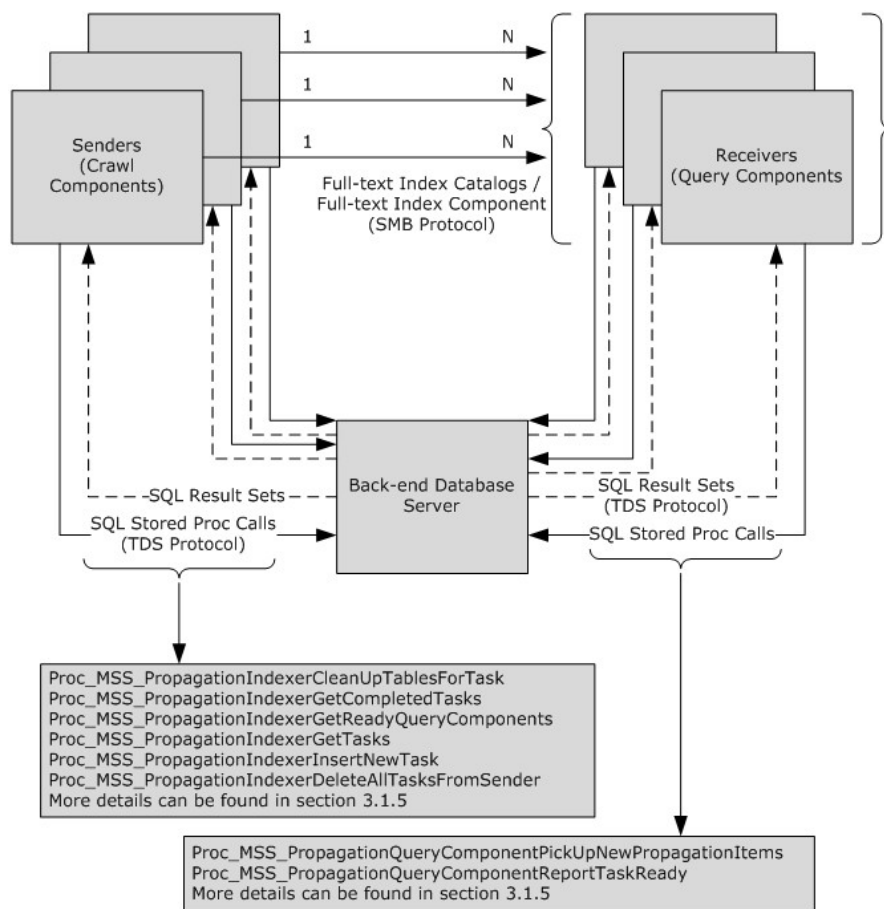 1 N
1 N
1 N
Senders
(Crawl
Components)
Full-text Index Catalogs /
Full-text Index Component
(SMB Protocol)
Receivers
(Query Components
Back-end Database
Server
SQL Result Sets
SQL Stored Proc Calls
(TDS Protocol)
SQL Result Sets
(TDS Protocol)
SQL Stored Proc Calls
Proc_MSS_PropagationIndexerCleanUpTablesForTask
Proc_MSS_PropagationIndexerGetCompletedTasks
Proc_MSS_PropagationIndexerGetReadyQueryComponents
Proc_MSS_PropagationIndexerGetTasks
Proc_MSS_PropagationIndexerInsertNewTask
Proc_MSS_PropagationIndexerDeleteAllTasksFromSender
More details can be found in section 3.1.5
Proc_MSS_PropagationQueryComponentPickUpNewPropagationItems
Proc_MSS_PropagationQueryComponentReportTaskReady
More details can be found in section 3.1.5